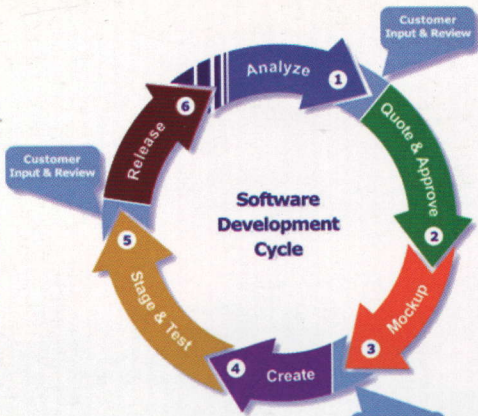 Customer
Input & Review
Analyze
1
Quote & Approve
2
Mockup
3
Create
4
Stage & Test
5
Customer
Input & Review
Release
6
Software
Development
Cycle